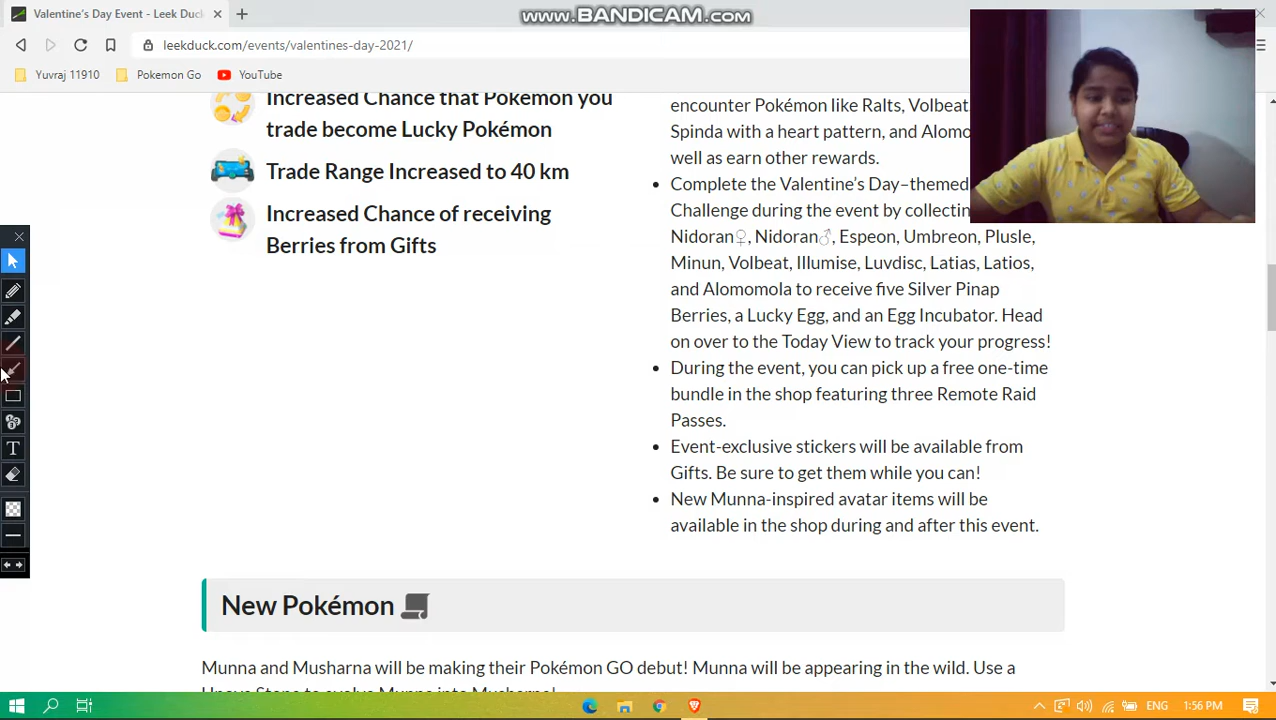 Valentine's Day Event - Leek Duc
www.BANDICAM.com
leekduck.com/events/valentines-day-2021/
Yuvraj 11910
Pokemon Go
YouTube
Increased Chance that Pokémon you
trade become Lucky Pokémon
Trade Range Increased to 40 km
Increased Chance of receiving
Berries from Gifts
encounter Pokémon like Ralts, Volbeat,
Spinda with a heart pattern, and Alomo
well as earn other rewards.
Complete the Valentine's Day–themed
Challenge during the event by collectin
Nidoran♀, Nidoran♂, Espeon, Umbreon, Plusle,
Minun, Volbeat, Illumise, Luvdisc, Latias, Latios,
and Alomomola to receive five Silver Pinap
Berries, a Lucky Egg, and an Egg Incubator. Head
on over to the Today View to track your progress!
During the event, you can pick up a free one-time
bundle in the shop featuring three Remote Raid
Passes.
Event-exclusive stickers will be available from
Gifts. Be sure to get them while you can!
New Munna-inspired avatar items will be
available in the shop during and after this event.
New Pokémon
Munna and Musharna will be making their Pokémon GO debut! Munna will be appearing in the wild. Use a
Unova Stone to evolve Munna into Musharna!
ENG
1:56 PM